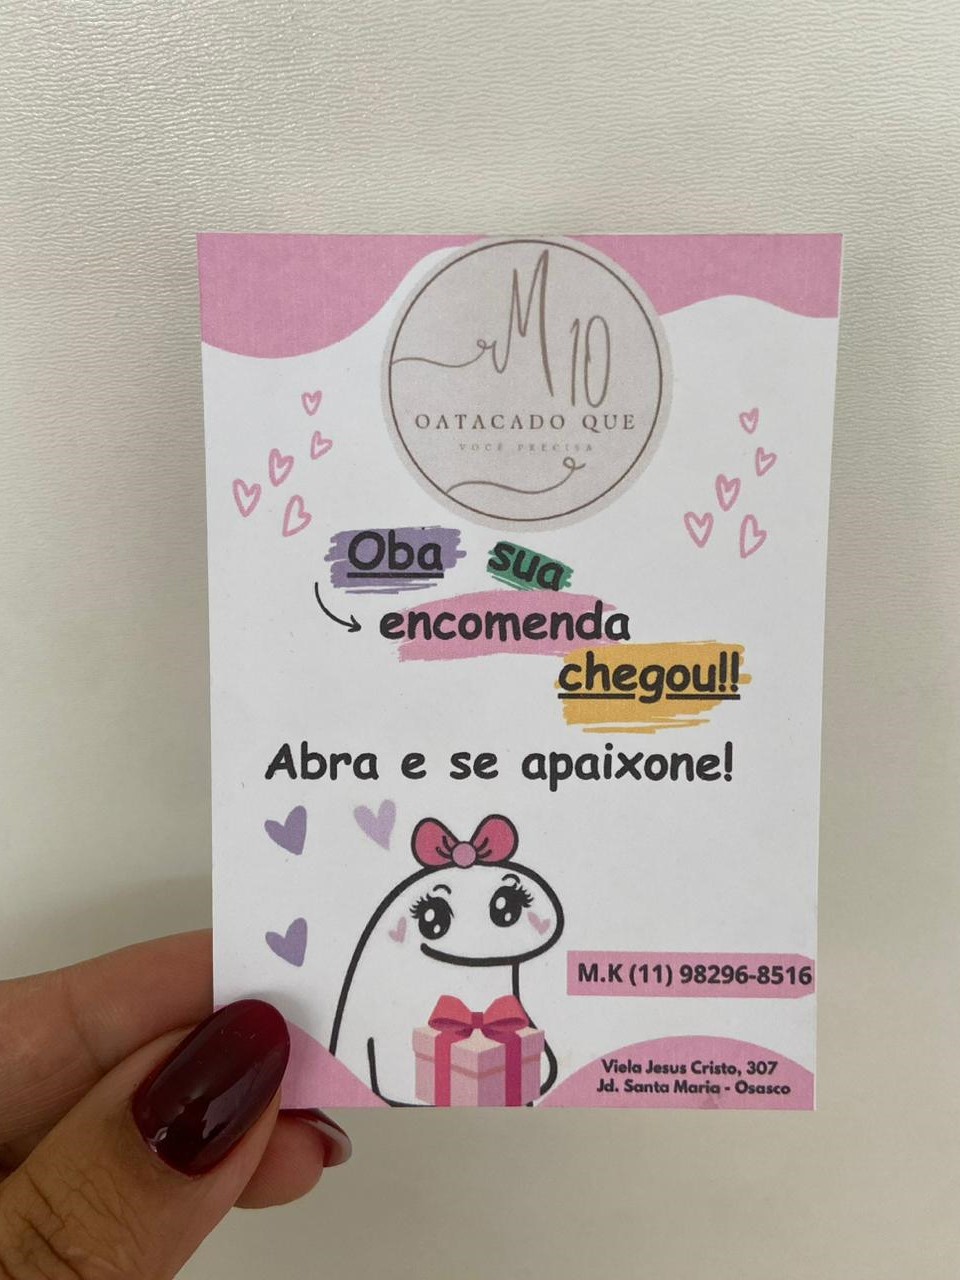 M10
OATACADO QUE
VOCÊ PRECISA
Oba sua
encomenda
chegou!!
Abra e se apaixone!
M.K (11) 98296-8516
Viela Jesus Cristo, 307
Jd. Santa Maria - Osasco